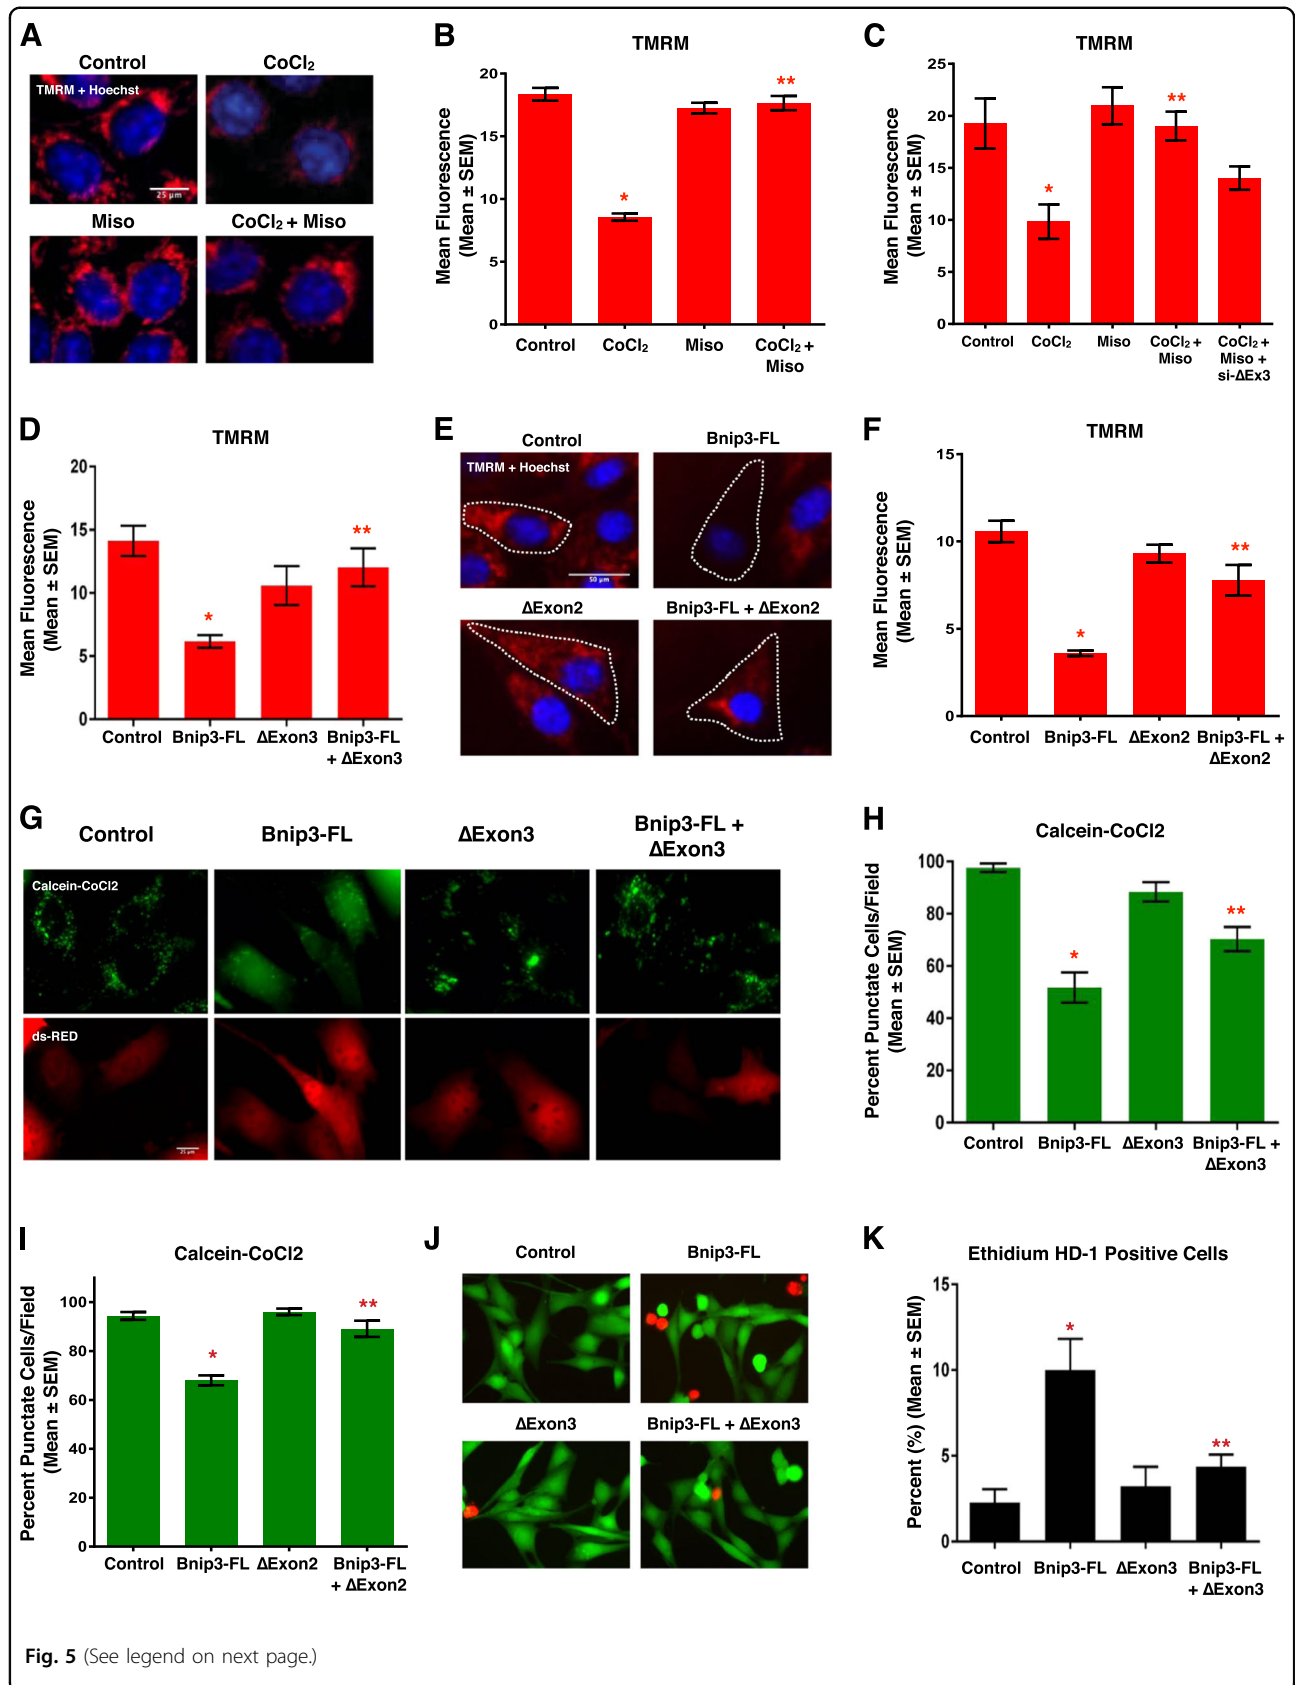 A
Control
CoCl₂
TMRM + Hoechst
25 µm
Miso
CoCl₂ + Miso
B
TMRM
Mean Fluorescence
(Mean ± SEM)
20
15
10
5
0
*
**
Control
CoCl₂
Miso
CoCl₂ +
Miso
C
TMRM
Mean Fluorescence
(Mean ± SEM)
25
20
15
10
5
0
*
**
Control
CoCl₂
Miso
CoCl₂ +
Miso
CoCl₂ +
Miso +
si-ΔEx3
D
TMRM
Mean Fluorescence
(Mean ± SEM)
20
15
10
5
0
*
**
Control
Bnip3-FL
ΔExon3
Bnip3-FL
+ ΔExon3
E
Control
Bnip3-FL
TMRM + Hoechst
50 µm
ΔExon2
Bnip3-FL + ΔExon2
F
TMRM
Mean Fluorescence
(Mean ± SEM)
15
10
5
0
*
**
Control
Bnip3-FL
ΔExon2
Bnip3-FL +
ΔExon2
G
Control
Bnip3-FL
ΔExon3
Bnip3-FL +
ΔExon3
Calcein-CoCl2
ds-RED
25 µm
H
Calcein-CoCl2
Percent Punctate Cells/Field
(Mean ± SEM)
100
80
60
40
20
0
*
**
Control
Bnip3-FL
ΔExon3
Bnip3-FL +
ΔExon3
I
Calcein-CoCl2
Percent Punctate Cells/Field
(Mean ± SEM)
100
80
60
40
20
0
*
**
Control
Bnip3-FL
ΔExon2
Bnip3-FL
+ ΔExon2
J
Control
Bnip3-FL
ΔExon3
Bnip3-FL + ΔExon3
K
Ethidium HD-1 Positive Cells
Percent (%) (Mean ± SEM)
15
10
5
0
*
**
Control
Bnip3-FL
ΔExon3
Bnip3-FL
+ ΔExon3
Fig. 5 (See legend on next page.)